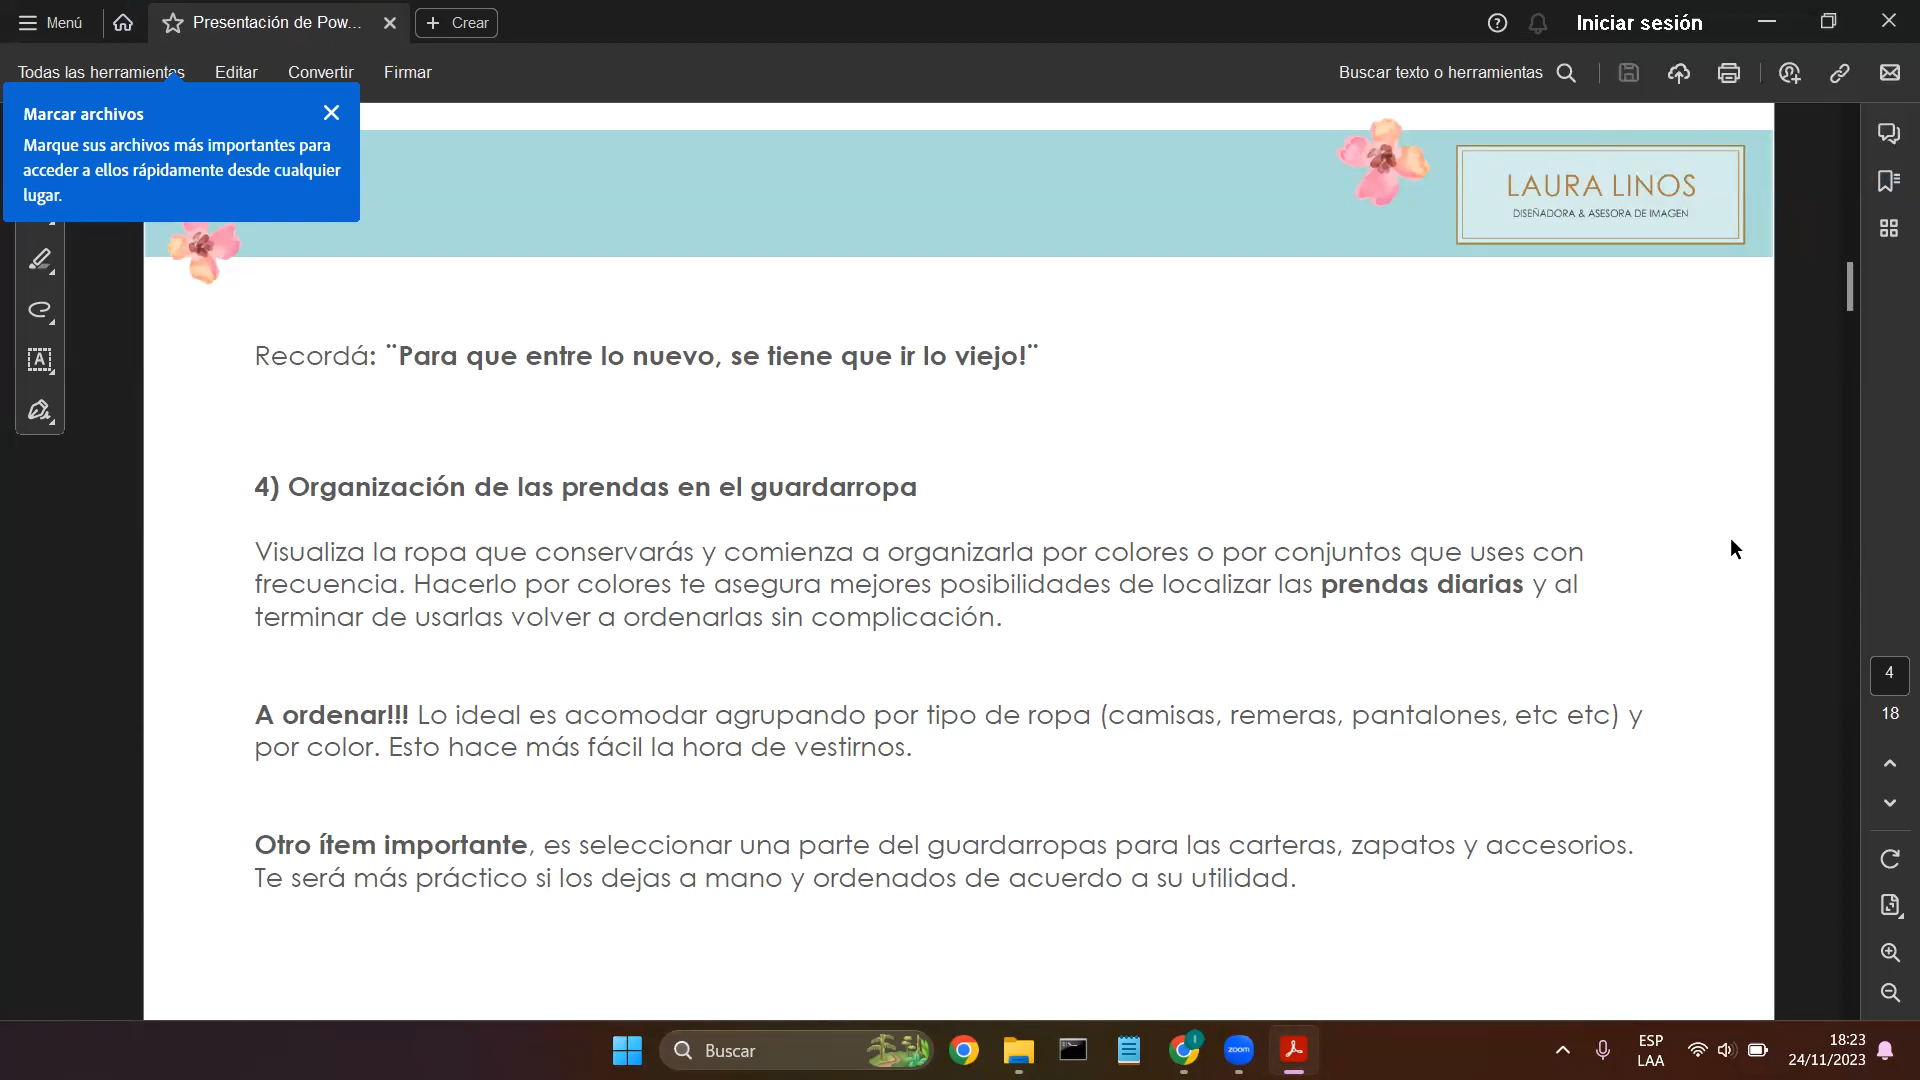 Menú
Presentación de Pow...
Crear
Iniciar sesión
Todas las herramientas
Editar
Convertir
Firmar
Buscar texto o herramientas
Marcar archivos
Marque sus archivos más importantes para
acceder a ellos rápidamente desde cualquier
lugar.
LAURA LINOS
DISEÑADORA & ASESORA DE IMAGEN
Recordá: ¨Para que entre lo nuevo, se tiene que ir lo viejo!¨
4) Organización de las prendas en el guardarropa
Visualiza la ropa que conservarás y comienza a organizarla por colores o por conjuntos que uses con
frecuencia. Hacerlo por colores te asegura mejores posibilidades de localizar las prendas diarias y al
terminar de usarlas volver a ordenarlas sin complicación.
A ordenar!!! Lo ideal es acomodar agrupando por tipo de ropa (camisas, remeras, pantalones, etc etc) y
por color. Esto hace más fácil la hora de vestirnos.
Otro ítem importante, es seleccionar una parte del guardarropas para las carteras, zapatos y accesorios.
Te será más práctico si los dejas a mano y ordenados de acuerdo a su utilidad.
4
18
Buscar
zoom
ESP
LAA
18:23
24/11/2023